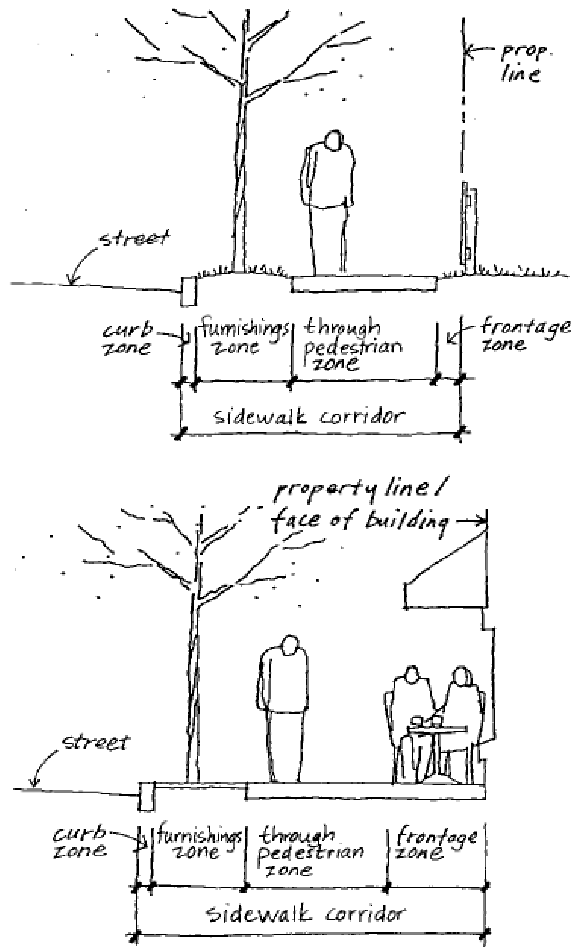 prop.
line
street
curb
zone
furnishings
zone
through
pedestrian
zone
frontage
zone
sidewalk corridor
property line/
face of building
street
curb
zone
furnishings
zone
through
pedestrian
zone
frontage
zone
sidewalk corridor